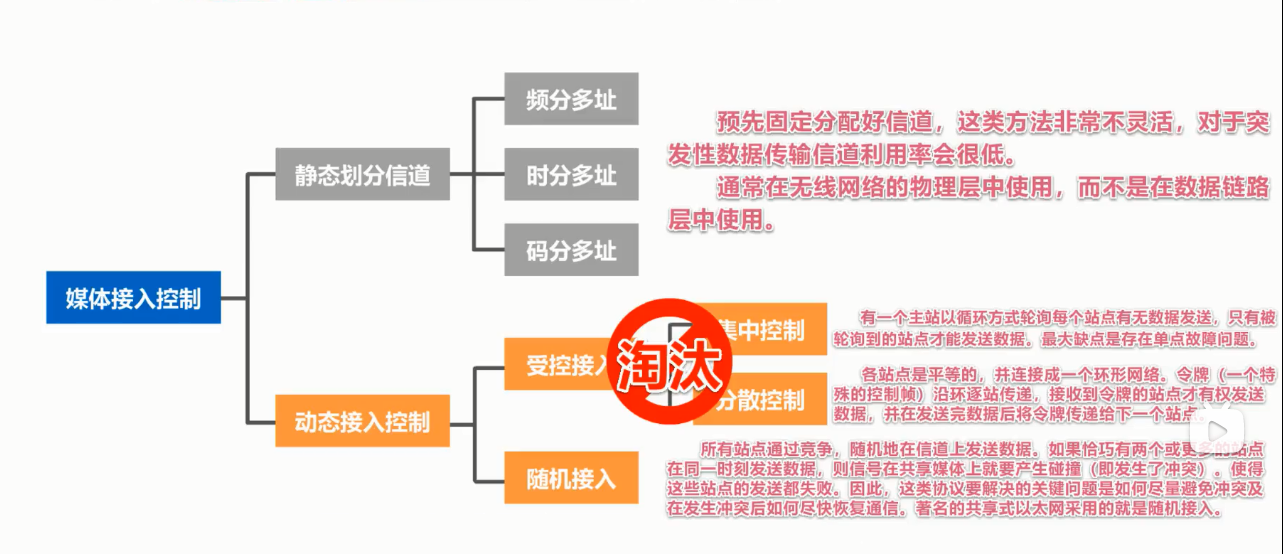 频分多址
预先固定分配好信道，这类方法非常不灵活，对于突
发性数据传输信道利用率会很低。
静态划分信道
时分多址
通常在无线网络的物理层中使用，而不是在数据链路
层中使用。
码分多址
媒体接入控制
集中控制
有一个主站以循环方式轮询每个站点有无数据发送，只有被
轮询到的站点才能发送数据。最大缺点是存在单点故障问题。
受控接入
淘汰
分散控制
各站点是平等的，并连接成一个环形网络。令牌（一个特
殊的控制帧）沿环逐站传递，接收到令牌的站点才有权发送
数据，并在发送完数据后将令牌传递给下一个站点。
动态接入控制
随机接入
所有站点通过竞争，随机地在信道上发送数据。如果恰巧有两个或更多的站点
在同一时刻发送数据，则信号在共享媒体上就要产生碰撞（即发生了冲突）。使得
这些站点的发送都失败。因此，这类协议要解决的关键问题是如何尽量避免冲突及
在发生冲突后如何尽快恢复通信。著名的共享式以太网采用的就是随机接入。